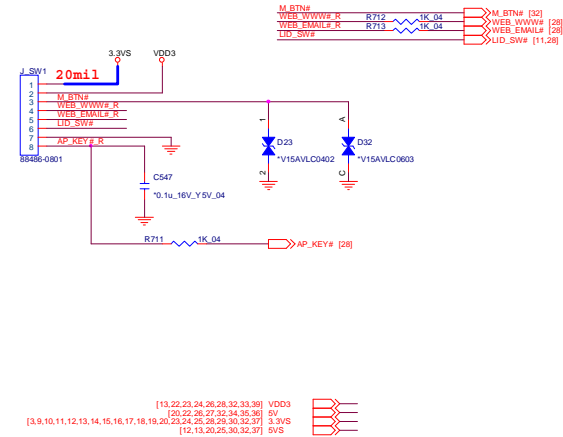 M_BTN#
M_BTN# [32]
WEB_WWW#_R R712 1K_04 WEB_WWW# [28]
WEB_EMAIL#_R R713 1K_04 WEB_EMAIL# [28]
LID_SW# LID_SW# [11,28]
3.3VS VDD3
J_SW1 20mil
1
2
3 M_BTN#
4 WEB_WWW#_R
5 WEB_EMAIL#_R
6 LID_SW#
7
8 AP_KEY#_R
88486-0801
1 A
D23 D32
*V15AVLC0402 *V15AVLC0603
2 C
C547
*0.1u_16V_Y5V_04
R711 1K_04 AP_KEY# [28]
[13,22,23,24,26,28,32,33,39] VDD3
[20,22,26,27,32,34,35,36] 5V
[3,9,10,11,12,13,14,15,16,17,18,19,20,23,24,25,28,29,30,32,37] 3.3VS
[12,13,20,25,30,32,37] 5VS